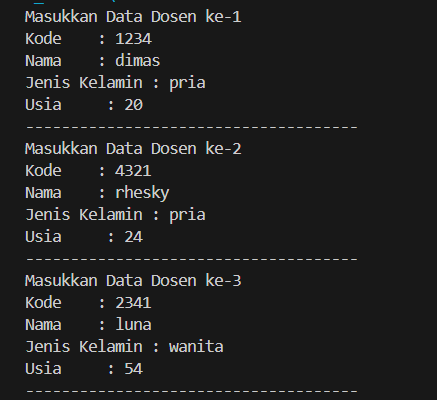 Masukkan Data Dosen ke-1
Kode    : 1234
Nama    : dimas
Jenis Kelamin : pria
Usia     : 20
-------------------------------------
Masukkan Data Dosen ke-2
Kode    : 4321
Nama    : rhesky
Jenis Kelamin : pria
Usia     : 24
-------------------------------------
Masukkan Data Dosen ke-3
Kode    : 2341
Nama    : luna
Jenis Kelamin : wanita
Usia     : 54
-------------------------------------